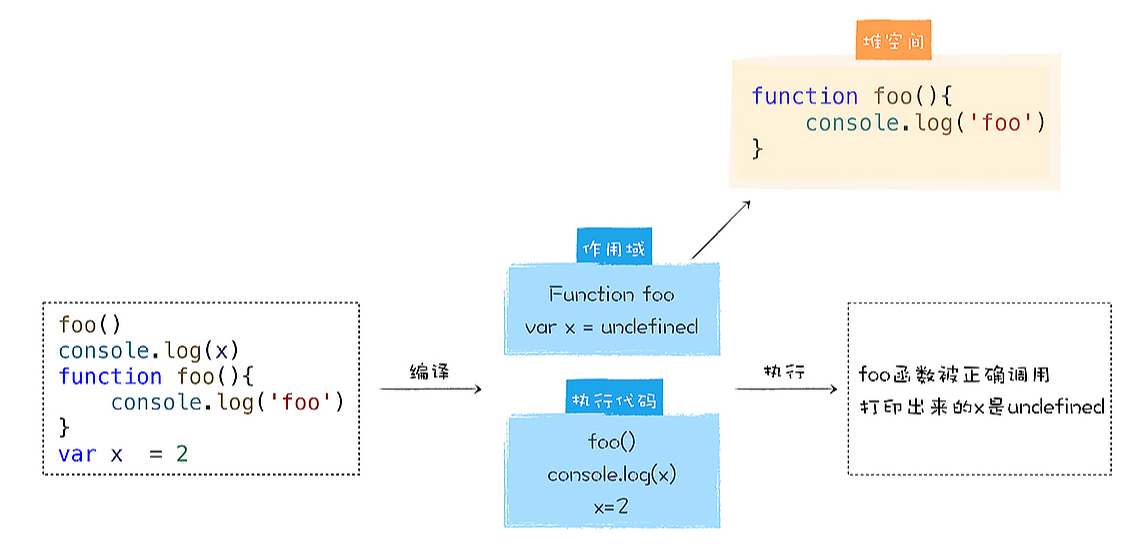 堆空间
function foo(){
    console.log('foo')
}
作用域
Function foo
var x = undefined
foo()
console.log(x)
function foo(){
    console.log('foo')
}
var x  = 2
编译
执行代码
foo()
console.log(x)
x=2
执行
foo函数被正确调用
打印出来的x是undefined